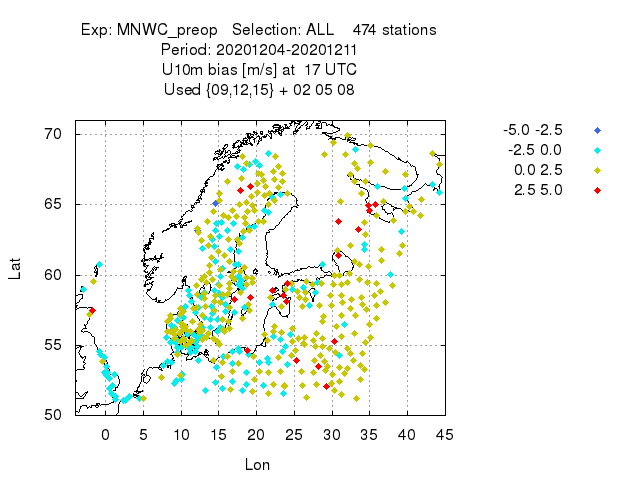 Exp: MNWC_preop Selection: ALL 474 stations
Period: 20201204-20201211
U10m bias [m/s] at 17 UTC
Used {09,12,15} + 02 05 08
-5.0 -2.5
-2.5 0.0
0.0 2.5
2.5 5.0
70
65
60
55
50
Lat
0 5 10 15 20 25 30 35 40 45
Lon